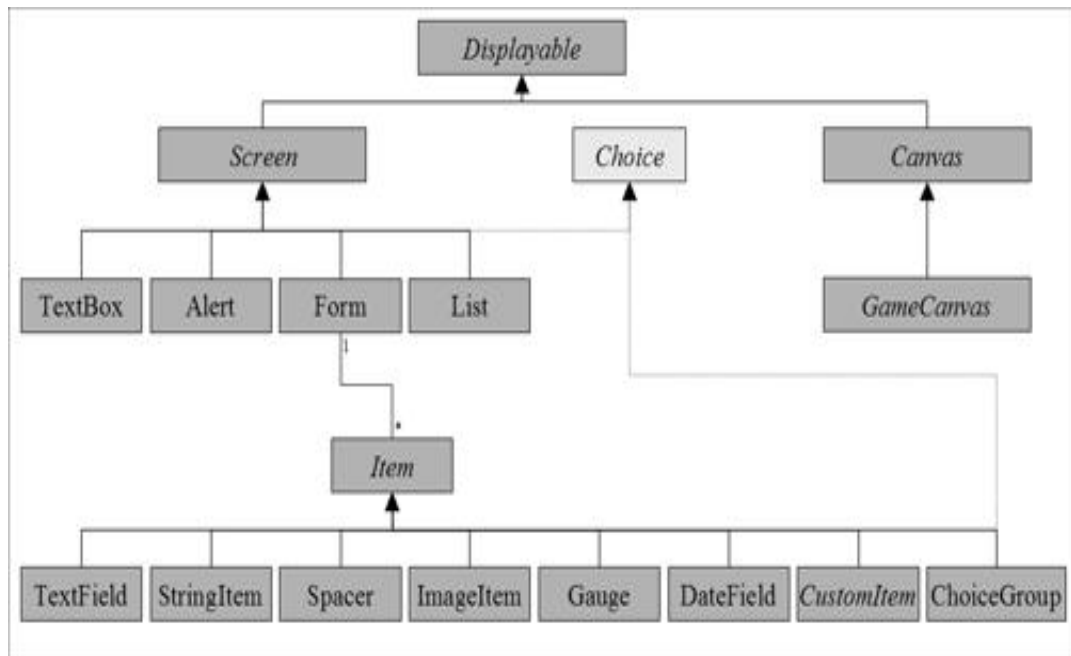 Displayable
Screen
Choice
Canvas
TextBox
Alert
Form
List
GameCanvas
1
*
Item
TextField
StringItem
Spacer
ImageItem
Gauge
DateField
CustomItem
ChoiceGroup